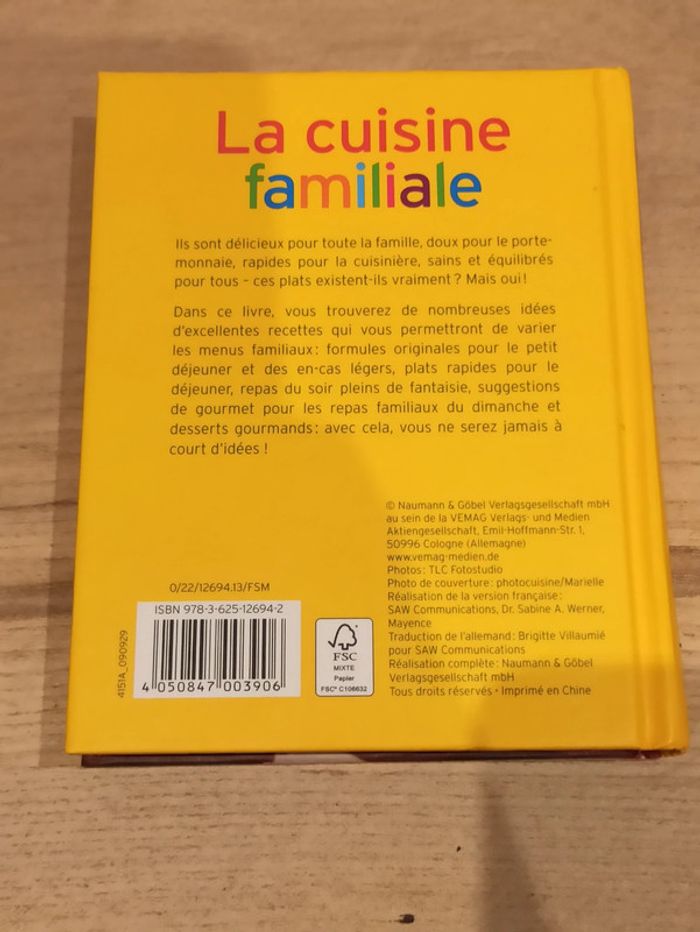 La cuisine
familiale
Ils sont délicieux pour toute la famille, doux pour le porte-
monnaie, rapides pour la cuisinière, sains et équilibrés
pour tous – ces plats existent-ils vraiment ? Mais oui !
Dans ce livre, vous trouverez de nombreuses idées
d'excellentes recettes qui vous permettront de varier
les menus familiaux : formules originales pour le petit
déjeuner et des en-cas légers, plats rapides pour le
déjeuner, repas du soir pleins de fantaisie, suggestions
de gourmet pour les repas familiaux du dimanche et
desserts gourmands : avec cela, vous ne serez jamais à
court d'idées !
© Naumann & Göbel Verlagsgesellschaft mbH
au sein de la VEMAG Verlags- und Medien
Aktiengesellschaft, Emil-Hoffmann-Str. 1,
50996 Cologne (Allemagne)
www.vemag-medien.de
Photos : TLC Fotostudio
Photo de couverture : photocuisine/Marielle
Réalisation de la version française :
SAW Communications, Dr. Sabine A. Werner,
Mayence
Traduction de l'allemand : Brigitte Villaumié
pour SAW Communications
Réalisation complète : Naumann & Göbel
Verlagsgesellschaft mbH
Tous droits réservés • Imprimé en Chine
0/22/12694.13/FSM
ISBN 978-3-625-12694-2
4 050847 003906
4151A_090929
FSC
MIXTE
Papier
FSC® C106632